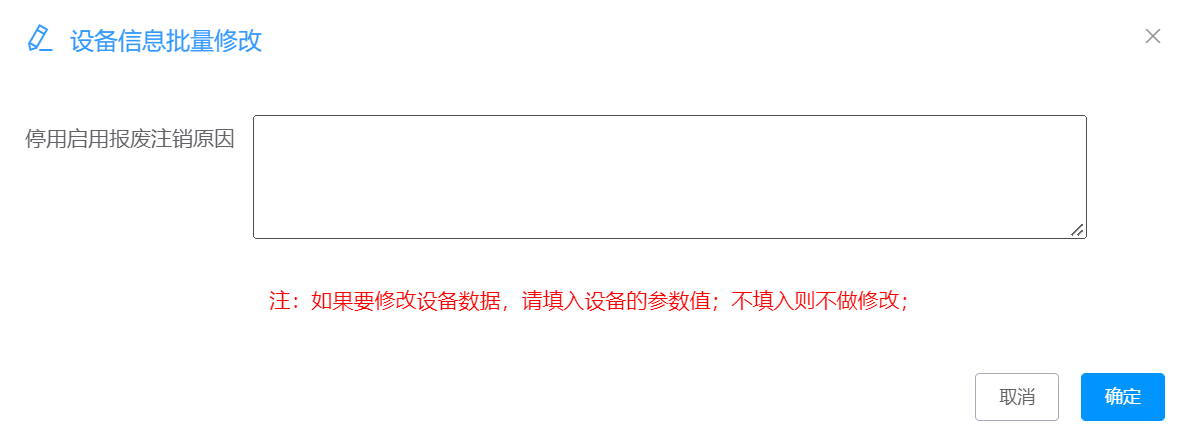 设备信息批量修改
停用启用报废注销原因
注：如果要修改设备数据，请填入设备的参数值；不填入则不做修改；
取消
确定